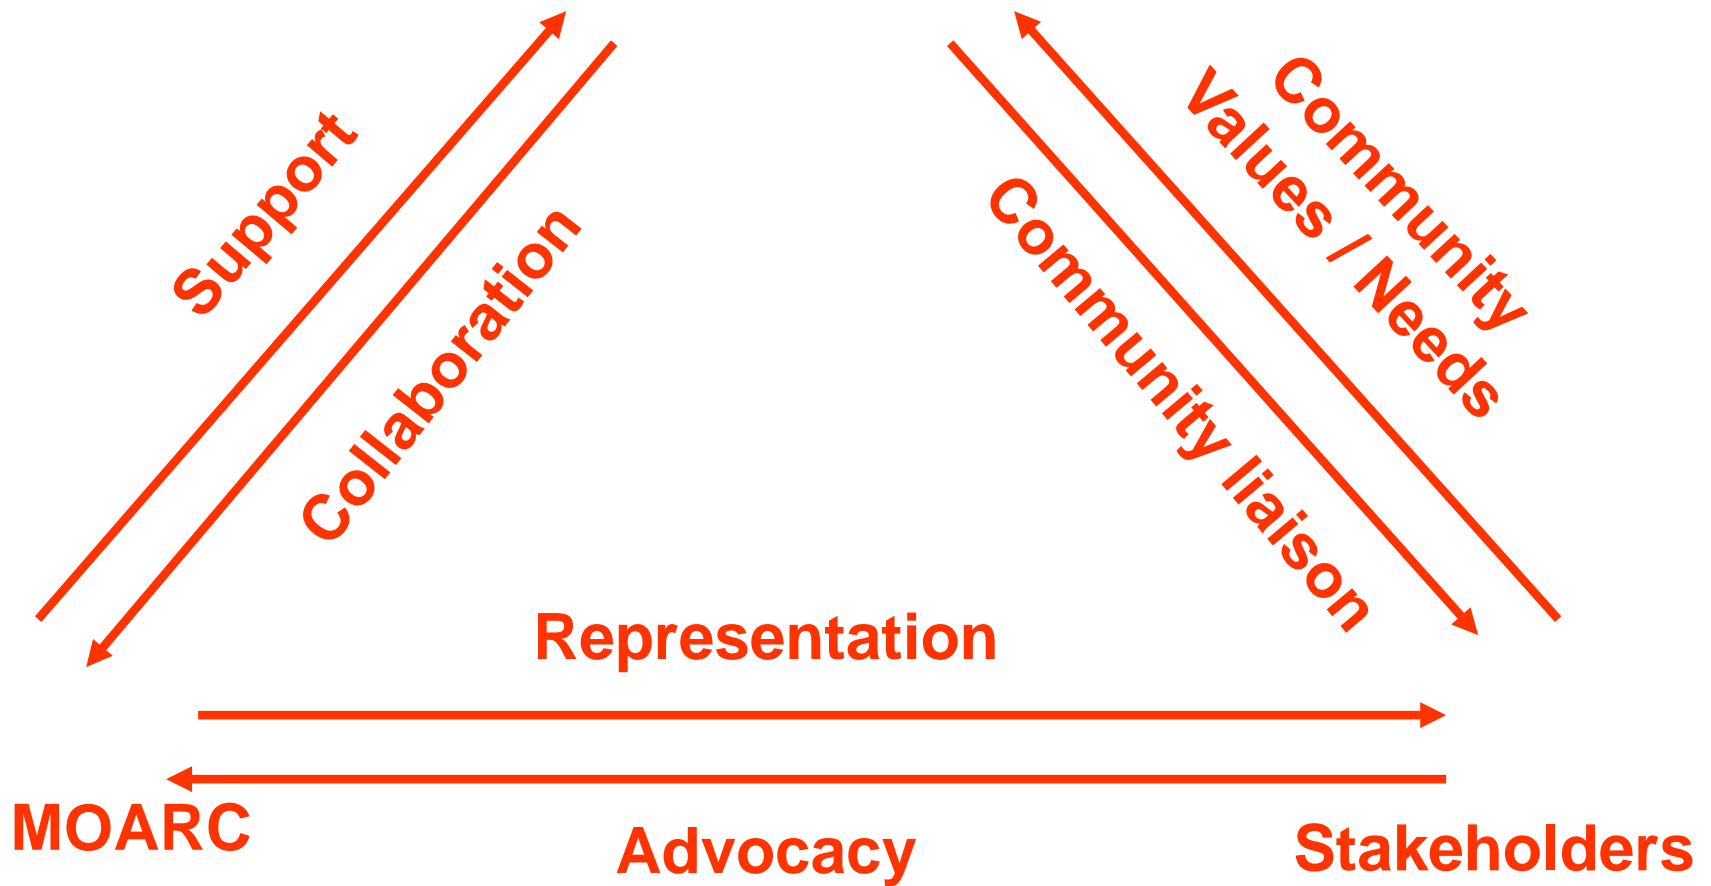 Support
Collaboration
Community
Values / Needs
Community liaison
Representation
MOARC
Advocacy
Stakeholders